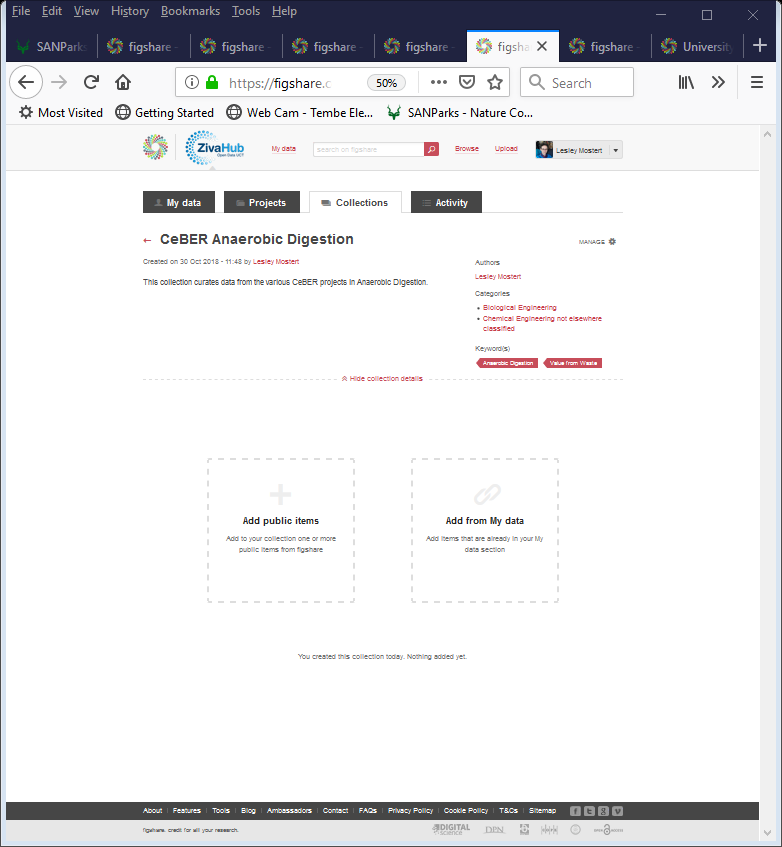 File Edit View History Bookmarks Tools Help
SANParks figshare - figshare - figshare - figshare - figsha figshare - University
https://figshare.c 50% Search
Most Visited Getting Started Web Cam - Tembe Ele... SANParks - Nature Co...
ZivaHub
Open Data UCT
My data search on figshare Browse Upload Lesley Mostert
My data Projects Collections Activity
← CeBER Anaerobic Digestion
MANAGE
Created on 30 Oct 2018 - 11:48 by Lesley Mostert
This collection curates data from the various CeBER projects in Anaerobic Digestion.
Authors
Lesley Mostert
Categories
• Biological Engineering
• Chemical Engineering not elsewhere
classified
Keyword(s)
Anaerobic Digestion Value from Waste
Hide collection details
Add public items
Add to your collection one or more
public items from figshare
Add from My data
Add items that are already in your My
data section
You created this collection today. Nothing added yet.
About | Features | Tools | Blog | Ambassadors | Contact | FAQs | Privacy Policy | Cookie Policy | T&Cs | Sitemap
figshare. credit for all your research.
DIGITAL
SCIENCE
DPN